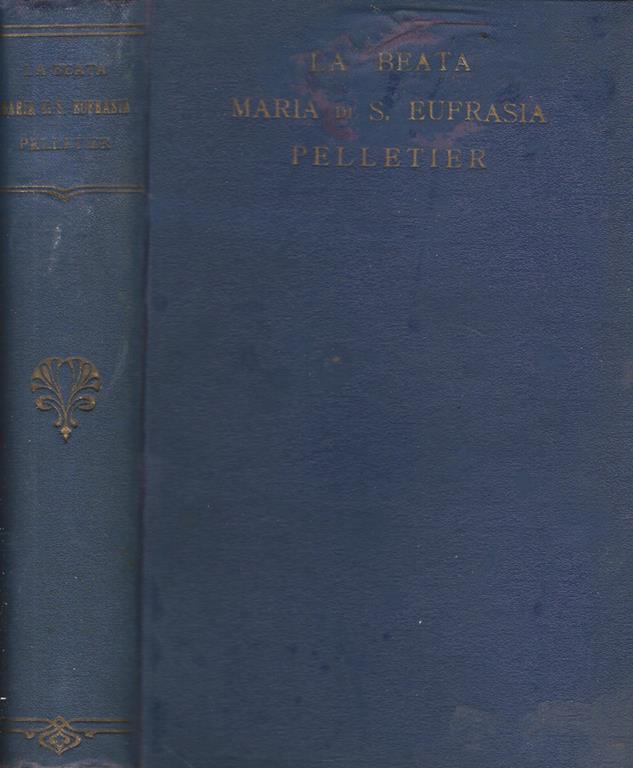 LA BEATA
MARIA DI S. EUFRASIA
PELLETIER
LA BEATA
MARIA D. S. EUFRASIA
PELLETIER